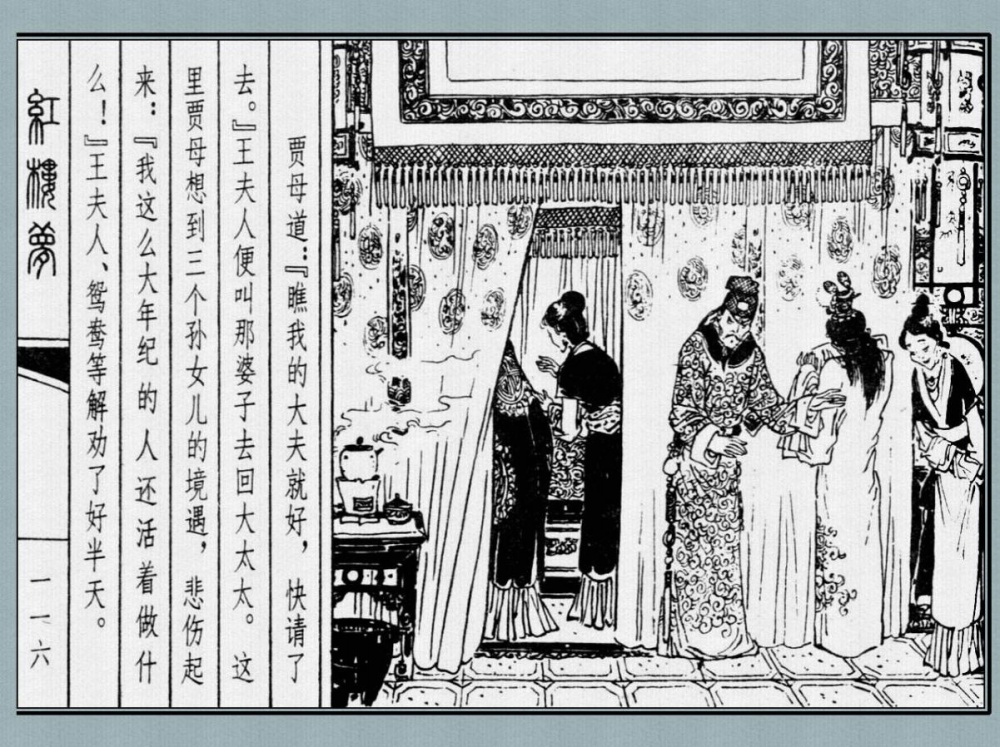 贾母道：『瞧我的大夫就好，快请了
去。』王夫人便叫那婆子去回大太太。这
里贾母想到三个孙女儿的境遇，悲伤起
来：『我这么大年纪的人还活着做什
么！』王夫人、鸳鸯等解劝了好半天。
紅樓夢
一一六